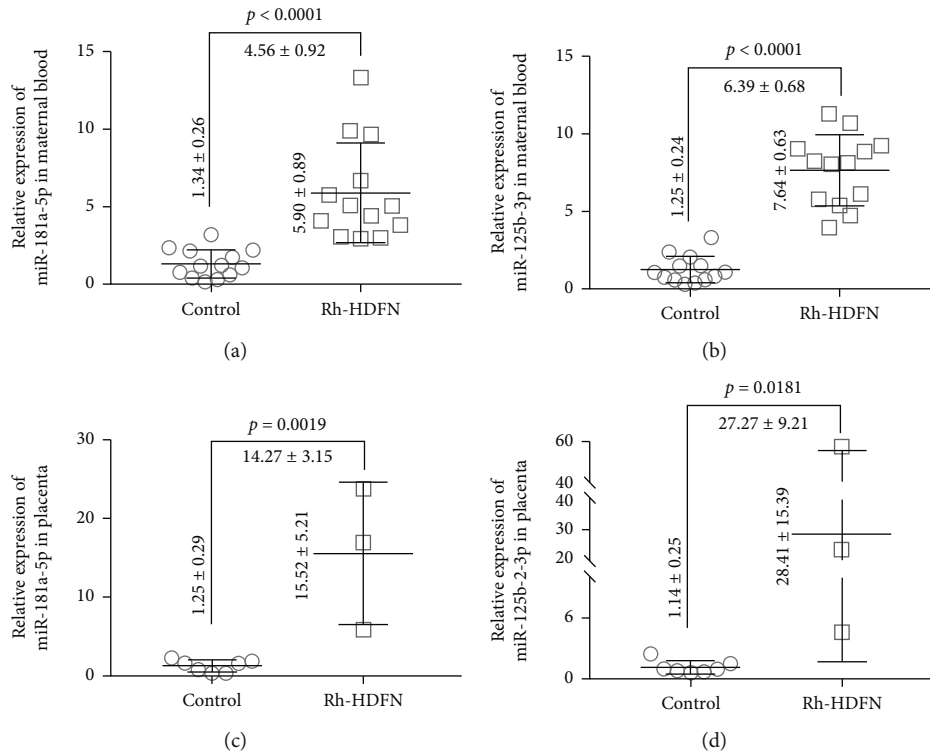 p < 0.0001
4.56 ± 0.92
Relative expression of
miR-181a-5p in maternal blood
15
10
5
0
1.34 ± 0.26
5.90 ± 0.89
Control
Rh-HDFN
(a)
p < 0.0001
6.39 ± 0.68
Relative expression of
miR-125b-3p in maternal blood
15
10
5
0
1.25 ± 0.24
7.64 ± 0.63
Control
Rh-HDFN
(b)
p = 0.0019
14.27 ± 3.15
Relative expression of
miR-181a-5p in placenta
30
20
10
0
1.25 ± 0.29
15.52 ± 5.21
Control
Rh-HDFN
(c)
p = 0.0181
27.27 ± 9.21
Relative expression of
miR-125b-2-3p in placenta
60
40
40
30
20
6
0
1.14 ± 0.25
28.41 ± 15.39
Control
Rh-HDFN
(d)